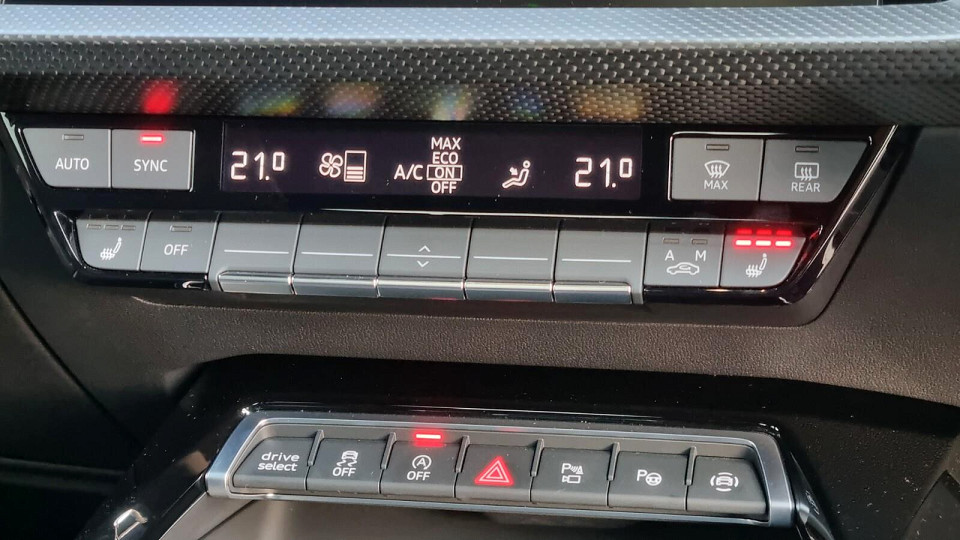 AUTO
SYNC
21.0
A/C
MAX
ECO
ON
OFF
21.0
MAX
REAR
OFF
A M
drive
select
OFF
A
OFF
P
P